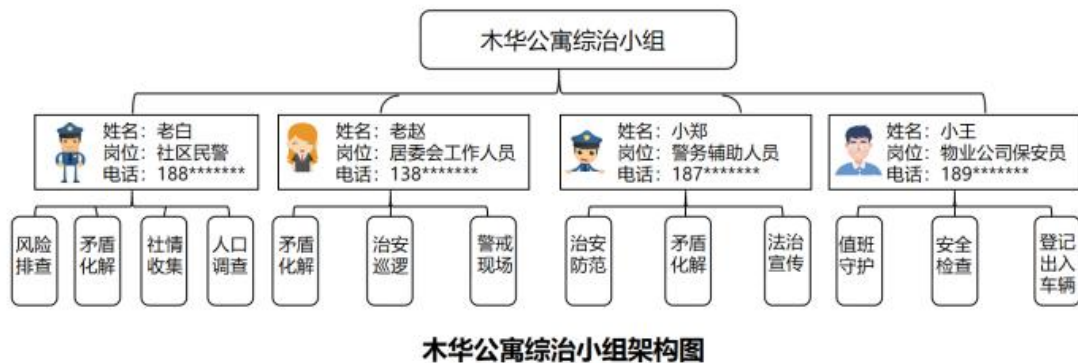 木华公寓综治小组
姓名：老白
岗位：社区民警
电话：188*******
姓名：老赵
岗位：居委会工作人员
电话：138*******
姓名：小郑
岗位：警务辅助人员
电话：187*******
姓名：小王
岗位：物业公司保安员
电话：189*******
风险
排查
矛盾
化解
社情
收集
人口
调查
矛盾
化解
治安
巡逻
警戒
现场
治安
防范
矛盾
化解
法治
宣传
值班
守护
安全
检查
登记
出入
车辆
木华公寓综治小组架构图